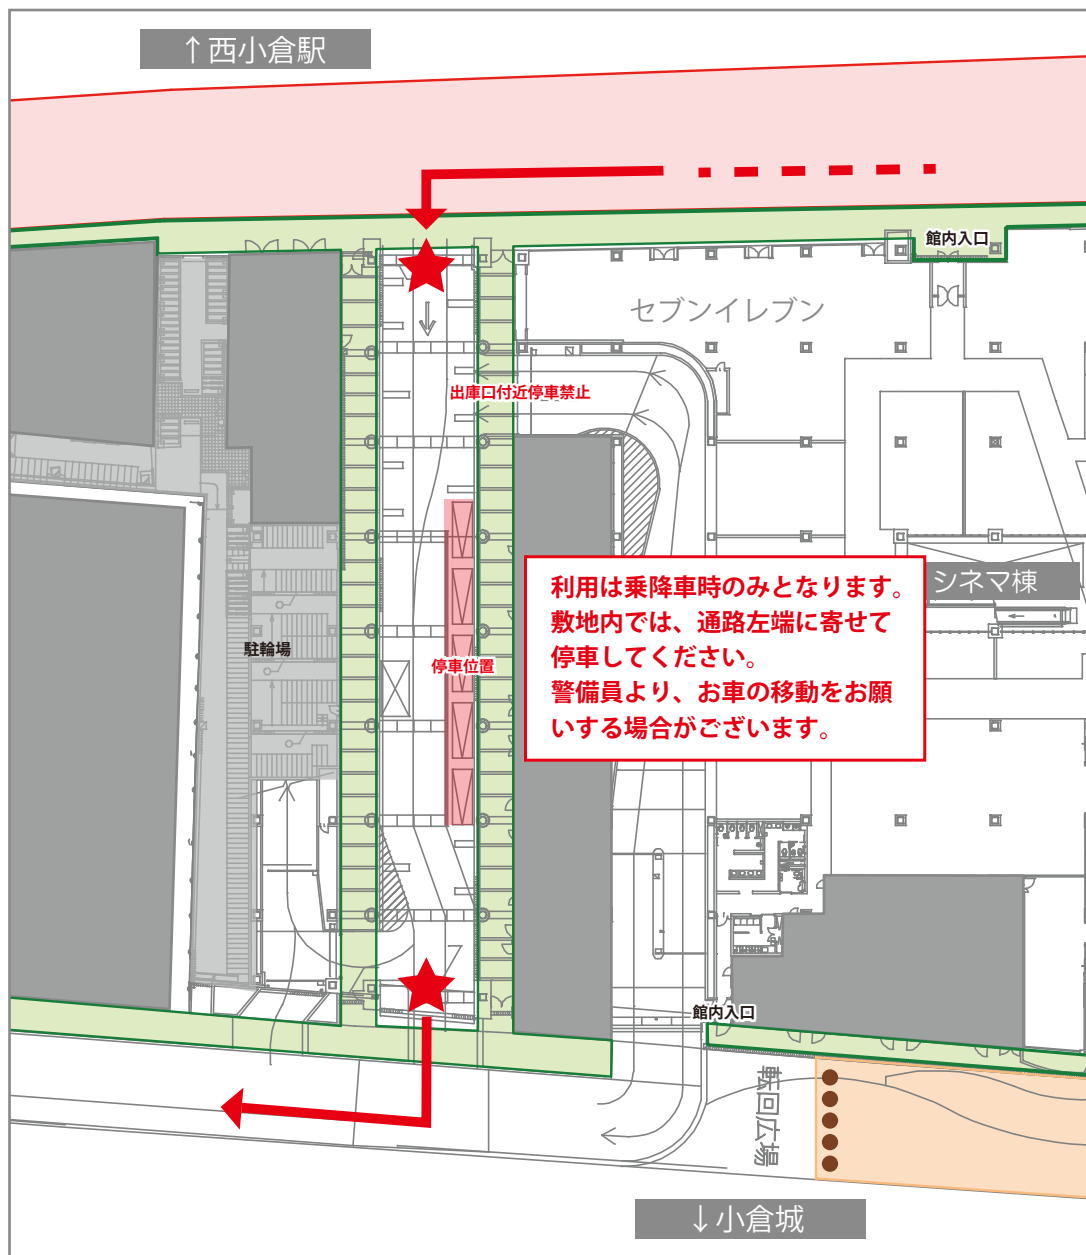 ↑西小倉駅
館内入口
セブンイレブン
出庫口付近停車禁止
利用は乗降車時のみとなります。
敷地内では、通路左端に寄せて
停車してください。
警備員より、お車の移動をお願
いする場合がございます。
シネマ棟
駐輪場
停車位置
館内入口
転回広場
↓小倉城